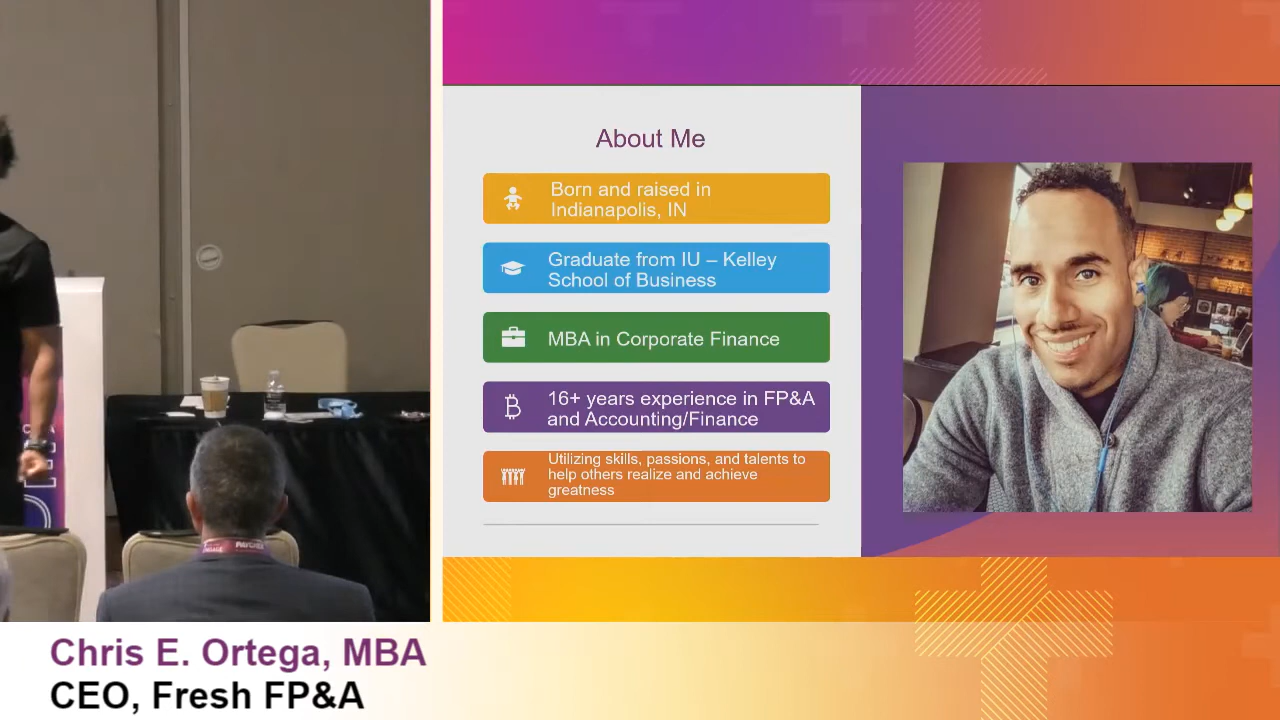 About Me
Born and raised in
Indianapolis, IN
Graduate from IU – Kelley
School of Business
MBA in Corporate Finance
16+ years experience in FP&A
and Accounting/Finance
Utilizing skills, passions, and talents to
help others realize and achieve
greatness
PAYCHEX
Chris E. Ortega, MBA
CEO, Fresh FP&A